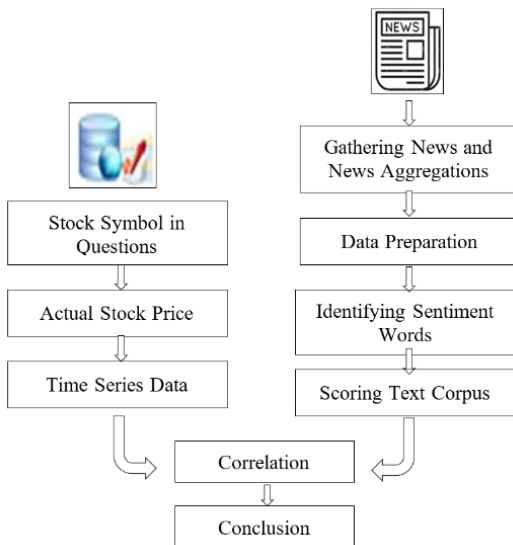 NEWS
Gathering News and
News Aggregations
Stock Symbol in
Questions
Data Preparation
Actual Stock Price
Identifying Sentiment
Words
Time Series Data
Scoring Text Corpus
Correlation
Conclusion